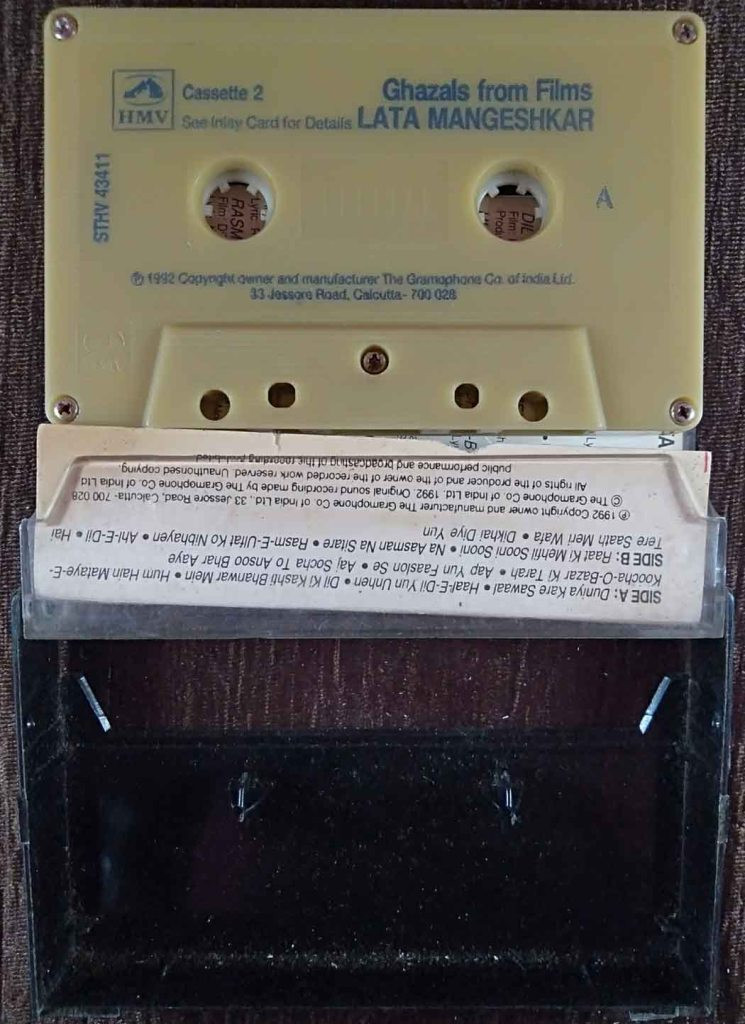 HMV
Cassette 2
See Inlay Card for Details
Ghazals from Films
LATA MANGESHKAR
STHV 43411
A
RASM
Film D
DIL
Film:
Prod
℗ 1992 Copyright owner and manufacturer The Gramophone Co. of India Ltd.
33 Jessore Road, Calcutta- 700 028
SIDE A: Duniya Kare Sawaal • Haal-E-Dil Yun Unhen • Dil Ki Kashti Bhanwar Mein • Hum Hain Mataye-E-
Koocha-O-Bazar Ki Tarah • Aap Yun Faaslon Se • Aaj Socha To Ansoo Bhar Aaye
SIDE B: Raat Ki Mehfil Sooni Sooni • Na Aasman Na Sitare • Rasm-E-Ulfat Ko Nibhayen • Ahl-E-Dil • Hai
Tere Saath Meri Wafa • Dikhai Diye Yun
℗ 1992 Copyright owner and manufacturer The Gramophone Co. of India Ltd., 33 Jessore Road, Calcutta- 700 028
© The Gramophone Co. of India Ltd. 1992. Original sound recording made by The Gramophone Co. of India Ltd
All rights of the producer and of the owner of the recorded work reserved. Unauthorised copying,
public performance and broadcasting of this recording prohibited